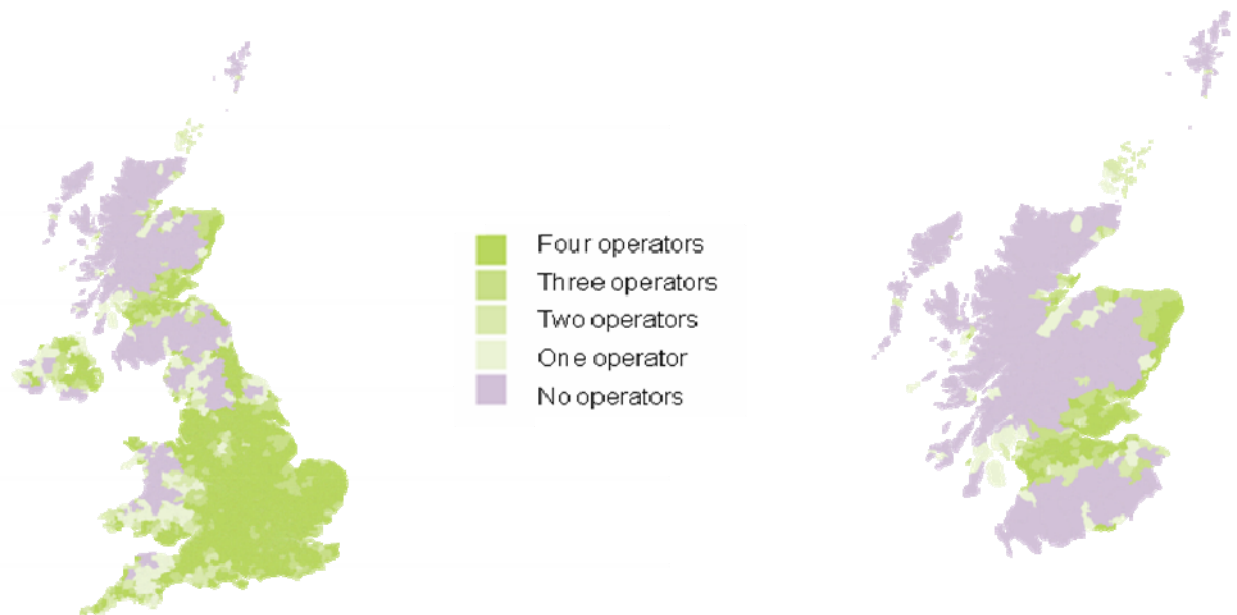 Four operators
Three operators
Two operators
One operator
No operators